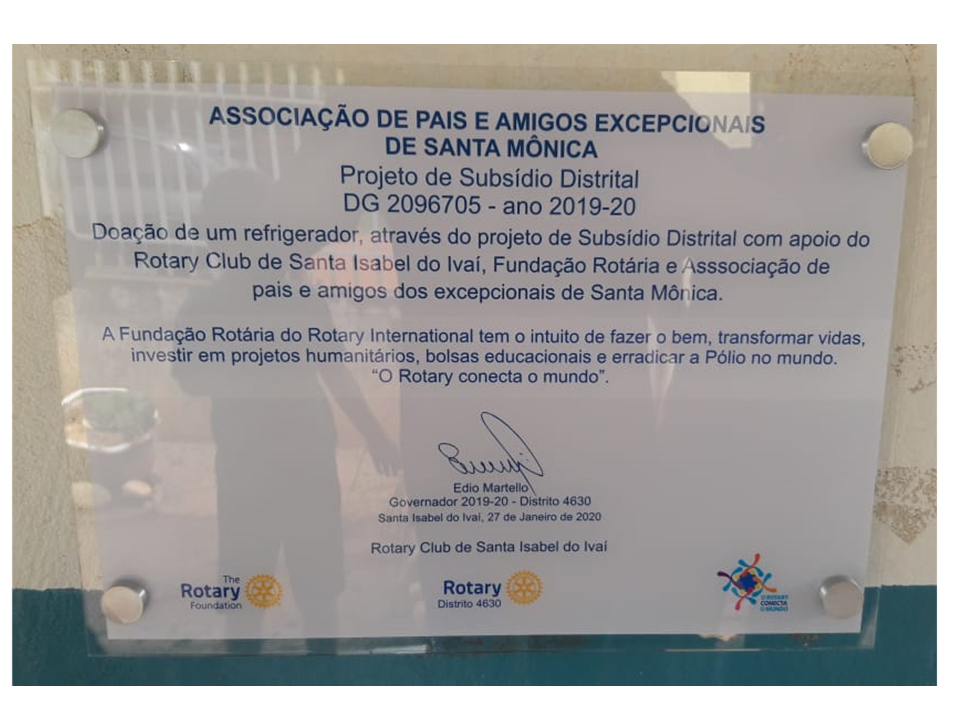 ASSOCIAÇÃO DE PAIS E AMIGOS EXCEPCIONAIS
DE SANTA MÔNICA
Projeto de Subsídio Distrital
DG 2096705 - ano 2019-20
Doação de um refrigerador, através do projeto de Subsídio Distrital com apoio do
Rotary Club de Santa Isabel do Ivaí, Fundação Rotária e Asssociação de
pais e amigos dos excepcionais de Santa Mônica.
A Fundação Rotária do Rotary International tem o intuito de fazer o bem, transformar vidas,
investir em projetos humanitários, bolsas educacionais e erradicar a Pólio no mundo.
“O Rotary conecta o mundo”.
Edio Martello
Governador 2019-20 - Distrito 4630
Santa Isabel do Ivaí, 27 de Janeiro de 2020
Rotary Club de Santa Isabel do Ivaí
The
Rotary
Foundation
Rotary
Distrito 4630
O ROTARY
CONECTA
O MUNDO